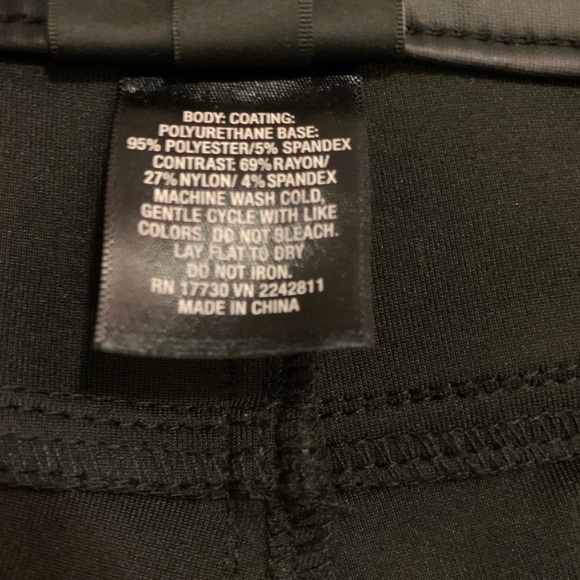 BODY: COATING:
POLYURETHANE BASE:
95% POLYESTER/5% SPANDEX
CONTRAST: 69% RAYON/
27% NYLON/ 4% SPANDEX
MACHINE WASH COLD,
GENTLE CYCLE WITH LIKE
COLORS. DO NOT BLEACH.
LAY FLAT TO DRY
DO NOT IRON.
RN 17730 VN 2242811
MADE IN CHINA